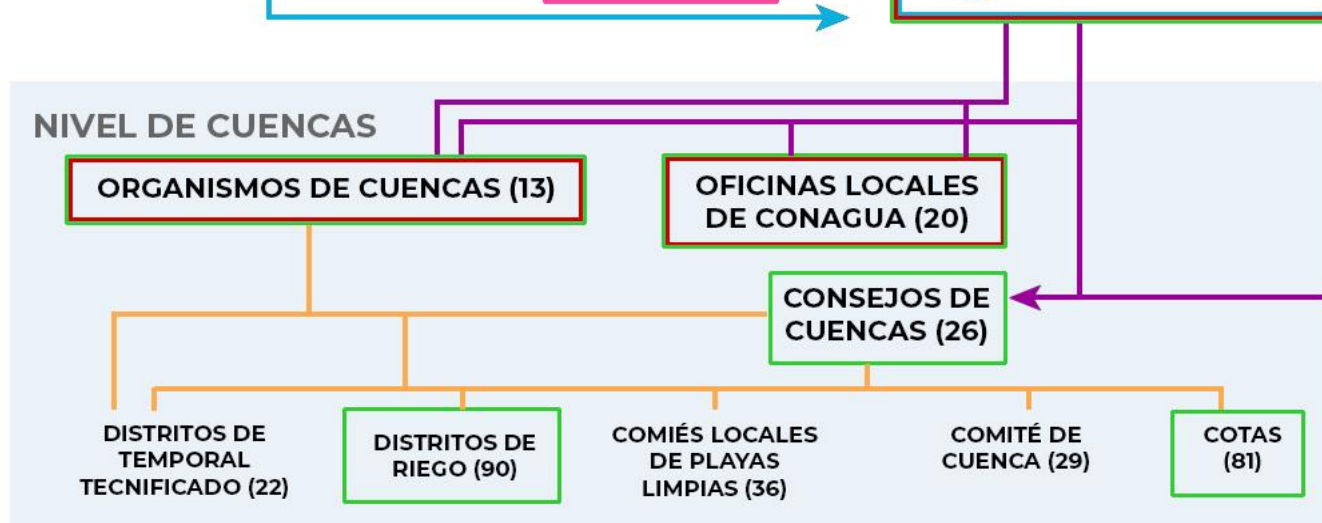 NIVEL DE CUENCAS
ORGANISMOS DE CUENCAS (13)
OFICINAS LOCALES
DE CONAGUA (20)
CONSEJOS DE
CUENCAS (26)
DISTRITOS DE
TEMPORAL
TECNIFICADO (22)
DISTRITOS DE
RIEGO (90)
COMIÉS LOCALES
DE PLAYAS
LIMPIAS (36)
COMITÉ DE
CUENCA (29)
COTAS
(81)